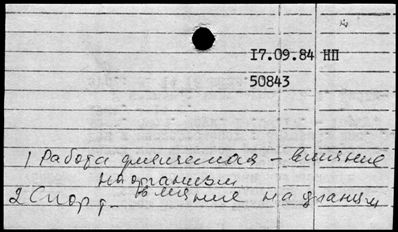 17.09.84 НП
50843
1 Работа физическая - влияние
на организм
2 Спорт - влияние на организм